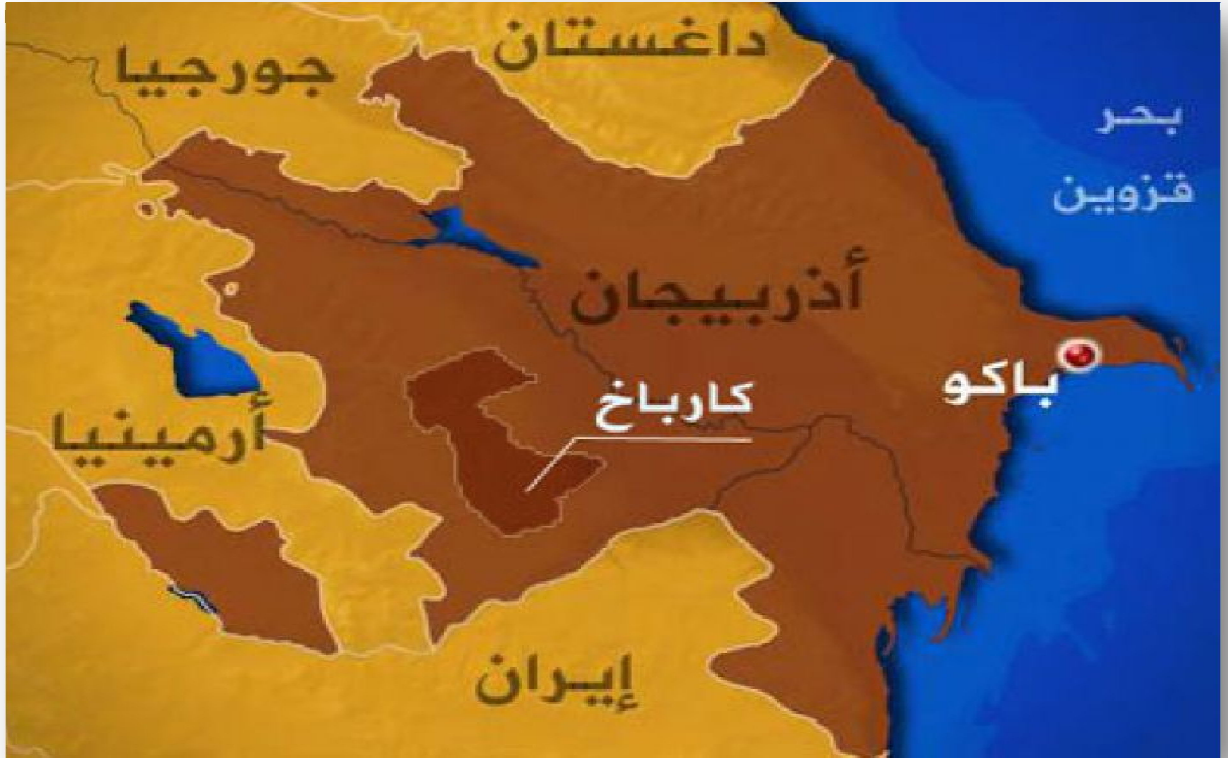 داغستان
جورجيا
بحر
قزوين
أذربيجان
باكو
كارباخ
أرمينيا
إيران